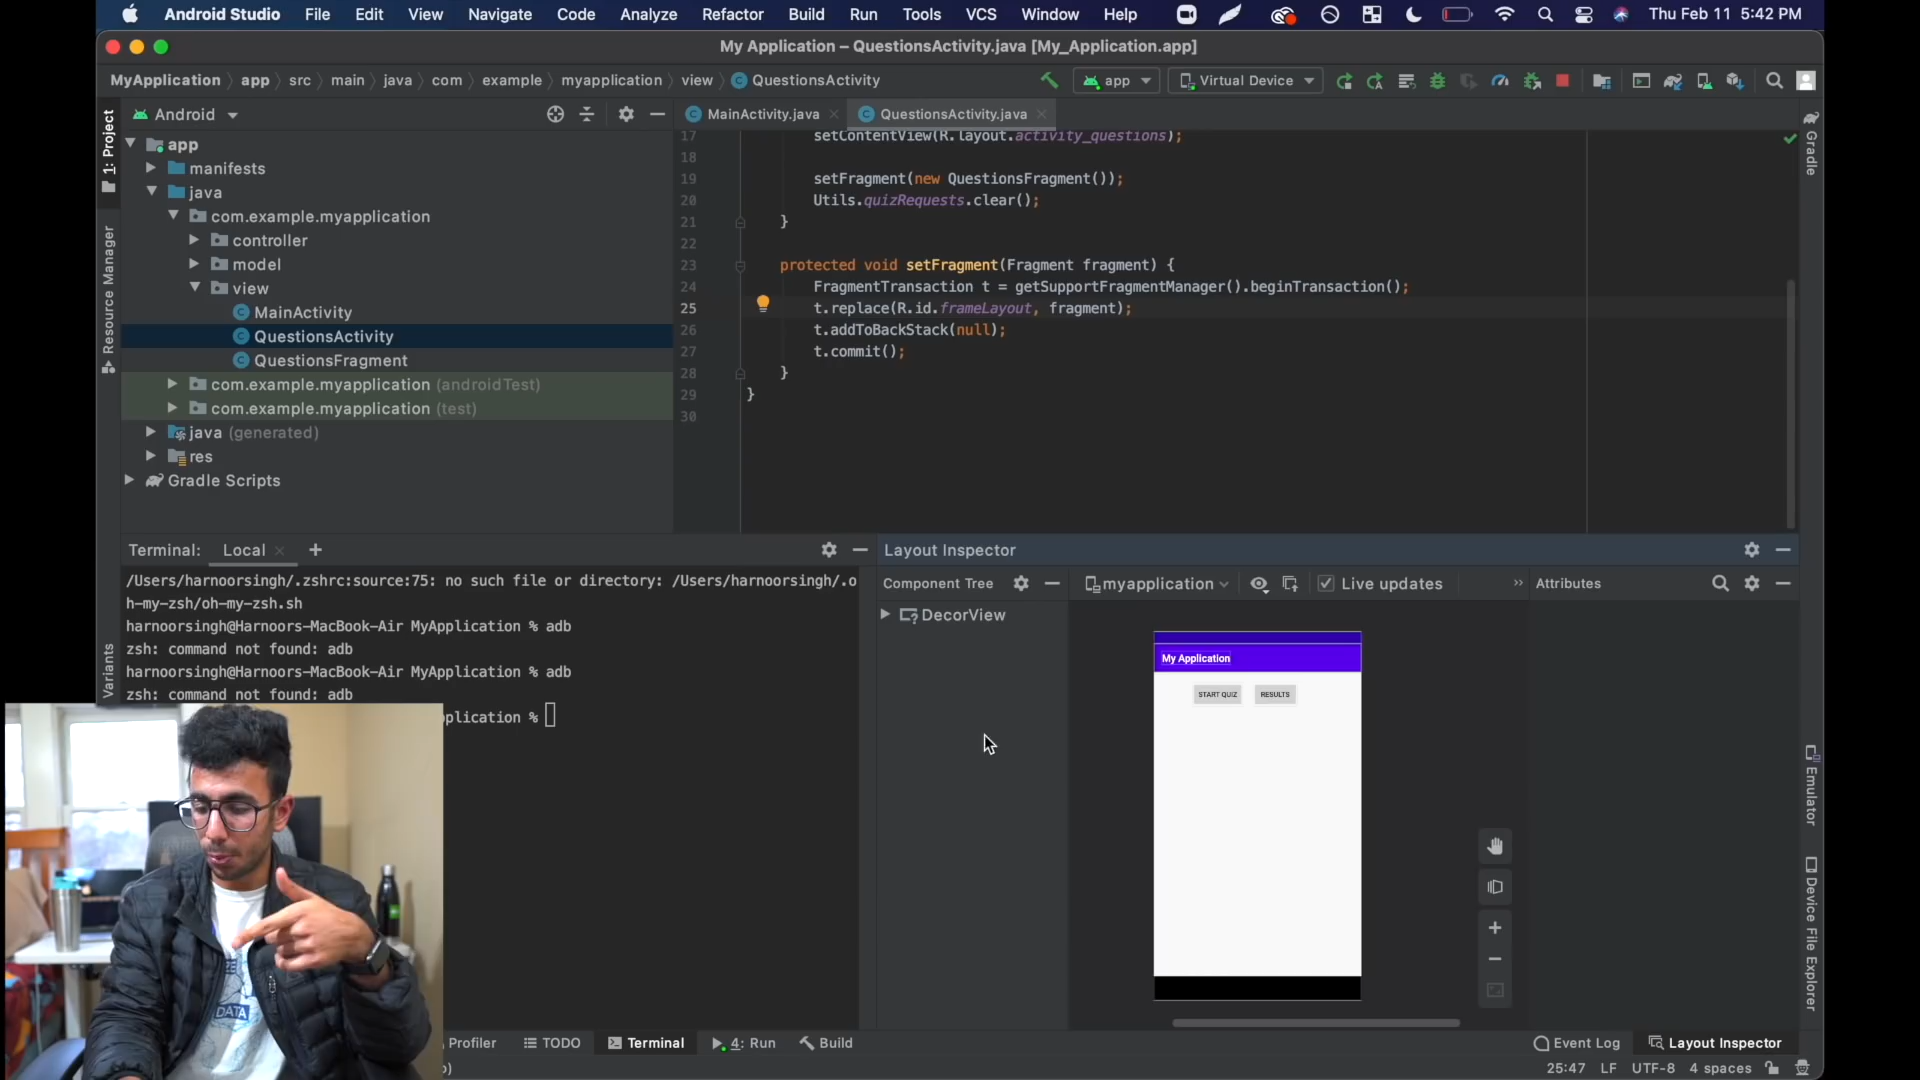 Android Studio File Edit View Navigate Code Analyze Refactor Build Run Tools VCS Window Help Thu Feb 11 5:42 PM
My Application – QuestionsActivity.java [My_Application.app]
MyApplication app src main java com example myapplication view QuestionsActivity app Virtual Device
1: Project
Android
MainActivity.java QuestionsActivity.java
app
manifests
java
com.example.myapplication
controller
model
view
MainActivity
QuestionsActivity
QuestionsFragment
com.example.myapplication (androidTest)
com.example.myapplication (test)
java (generated)
res
Gradle Scripts
Resource Manager
Variants
17 setContentView(R.layout.activity_questions);
18
19 setFragment(new QuestionsFragment());
20 Utils.quizRequests.clear();
21 }
22
23 protected void setFragment(Fragment fragment) {
24 FragmentTransaction t = getSupportFragmentManager().beginTransaction();
25 t.replace(R.id.frameLayout, fragment);
26 t.addToBackStack(null);
27 t.commit();
28 }
29 }
30
Gradle
Emulator
Device File Explorer
Terminal: Local
/Users/harnoorsingh/.zshrc:source:75: no such file or directory: /Users/harnoorsingh/.o
h-my-zsh/oh-my-zsh.sh
harnoorsingh@Harnoors-MacBook-Air MyApplication % adb
zsh: command not found: adb
harnoorsingh@Harnoors-MacBook-Air MyApplication % adb
zsh: command not found: adb
pplication %
Layout Inspector
Component Tree myapplication Live updates Attributes
DecorView
My Application
START QUIZ RESULTS
DATA
Profiler TODO Terminal 4: Run Build Event Log Layout Inspector
25:47 LF UTF-8 4 spaces